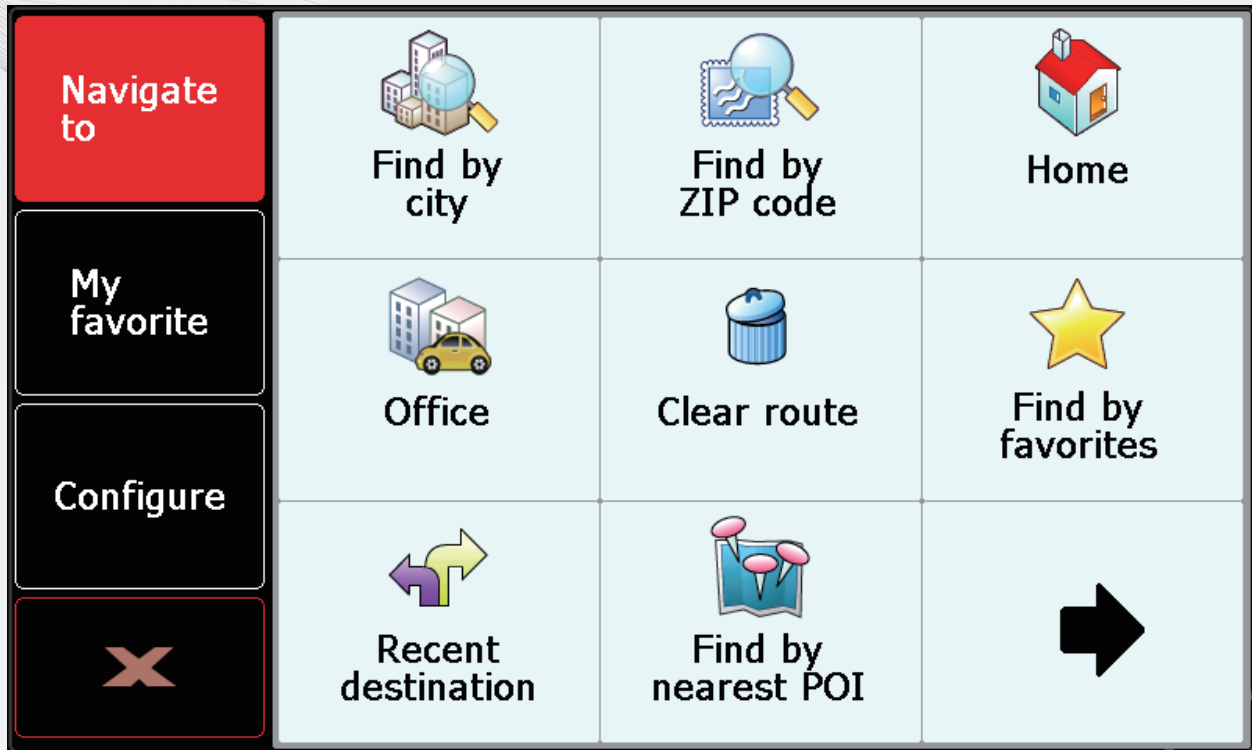 Navigate
to
My
favorite
Configure
Find by
city
Find by
ZIP code
Home
Office
Clear route
Find by
favorites
Recent
destination
Find by
nearest POI